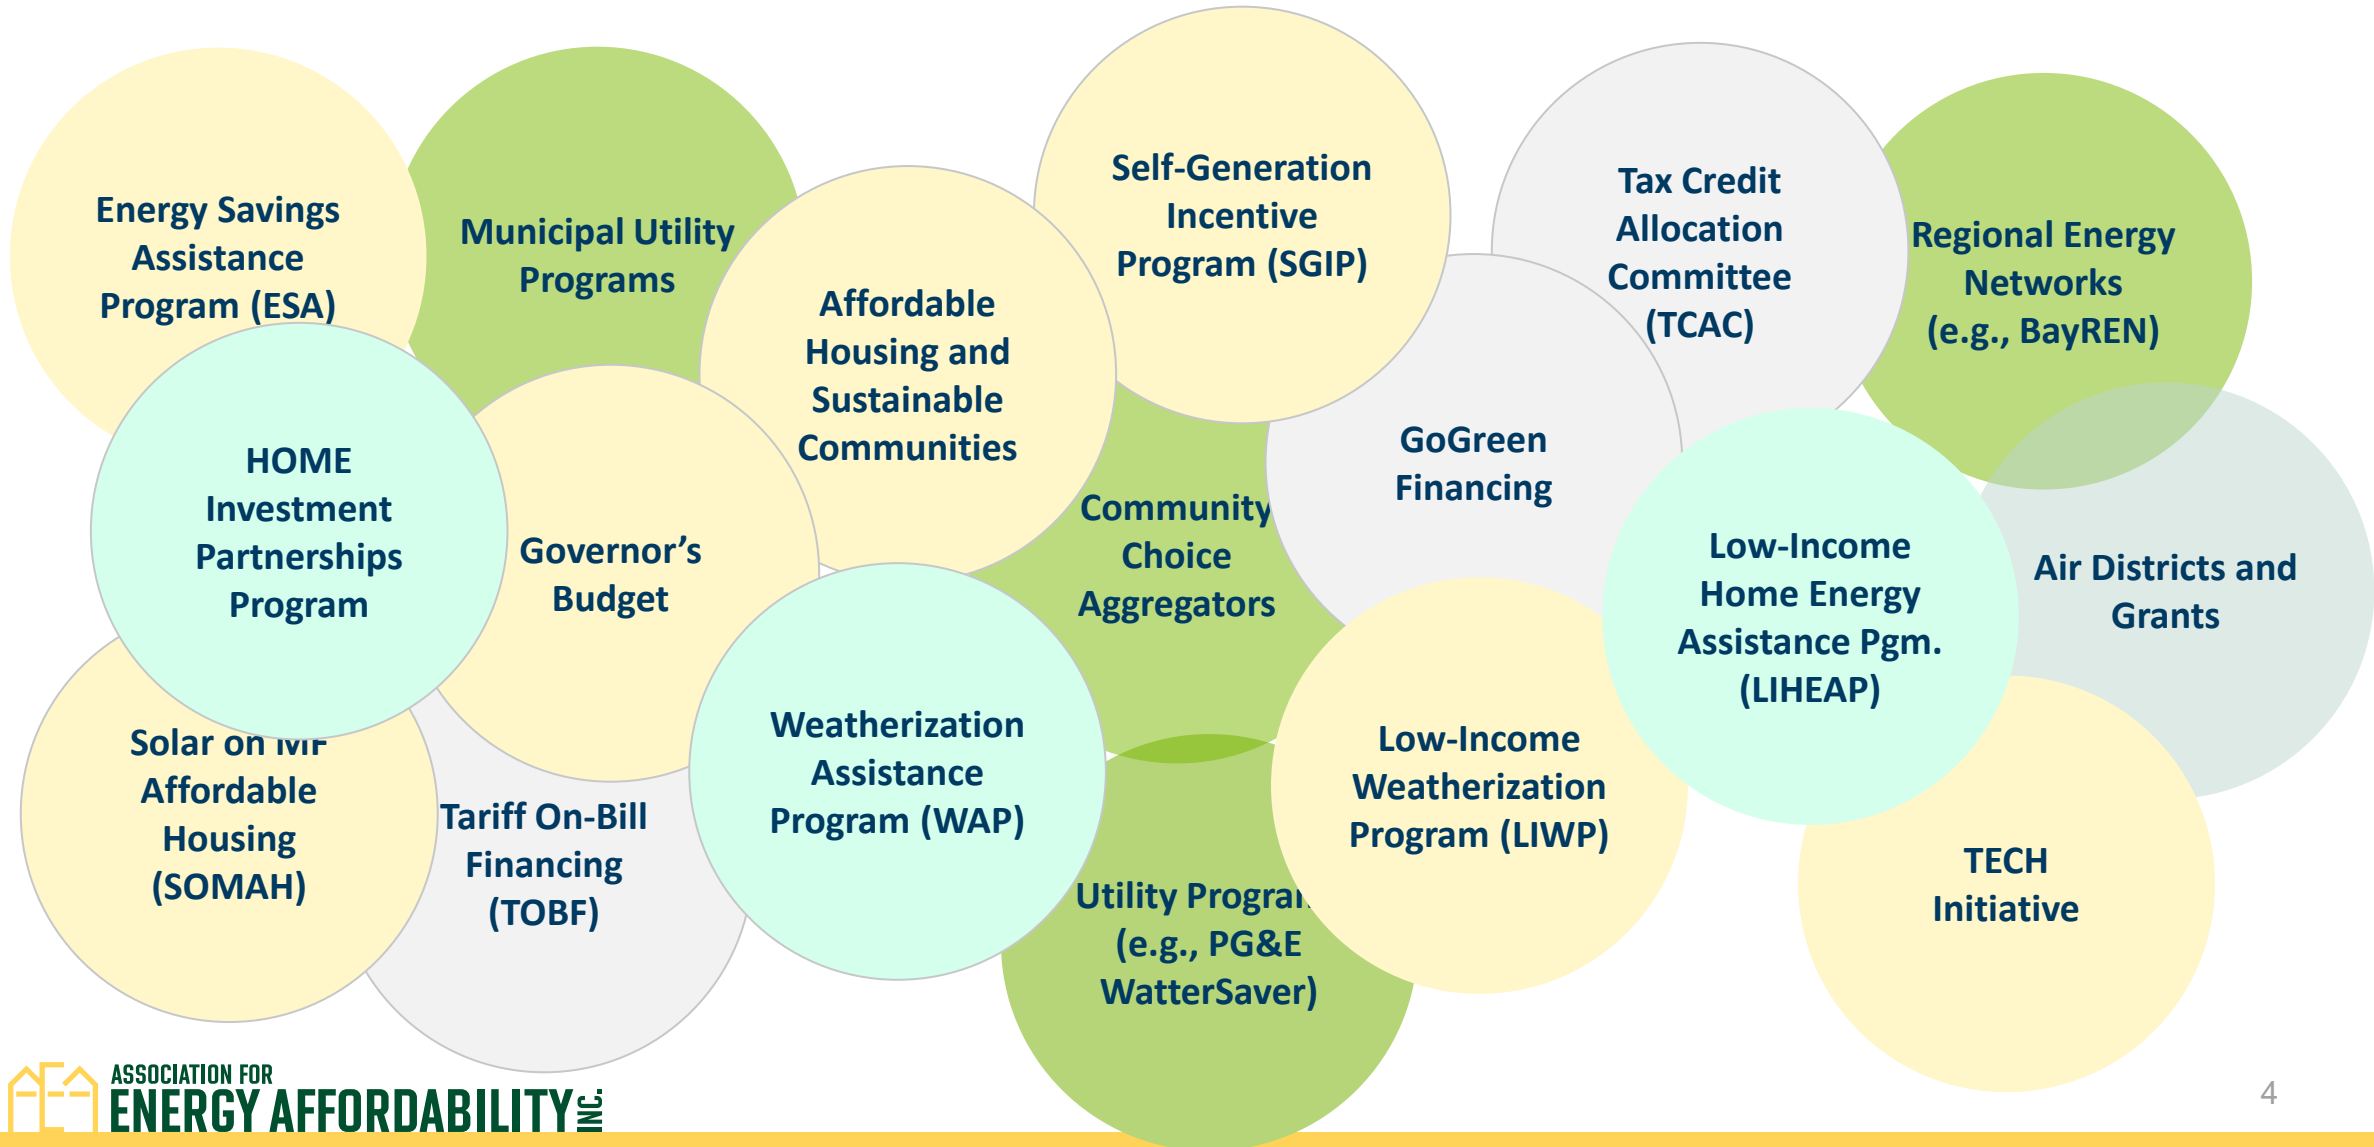 Energy Savings
Assistance
Program (ESA)
Municipal Utility
Programs
Affordable
Housing and
Sustainable
Communities
Self-Generation
Incentive
Program (SGIP)
Tax Credit
Allocation
Committee
(TCAC)
Regional Energy
Networks
(e.g., BayREN)
HOME
Investment
Partnerships
Program
Governor's
Budget
Community
Choice
Aggregators
GoGreen
Financing
Low-Income
Home Energy
Assistance Pgm.
(LIHEAP)
Air Districts and
Grants
Solar on MF
Affordable
Housing
(SOMAH)
Tariff On-Bill
Financing
(TOBF)
Weatherization
Assistance
Program (WAP)
Utility
(e.g., PG&E
WatterSaver)
Low-Income
Weatherization
Program (LIWP)
TECH
Initiative
ASSOCIATION FOR
ENERGY AFFORDABILITY INC.
4